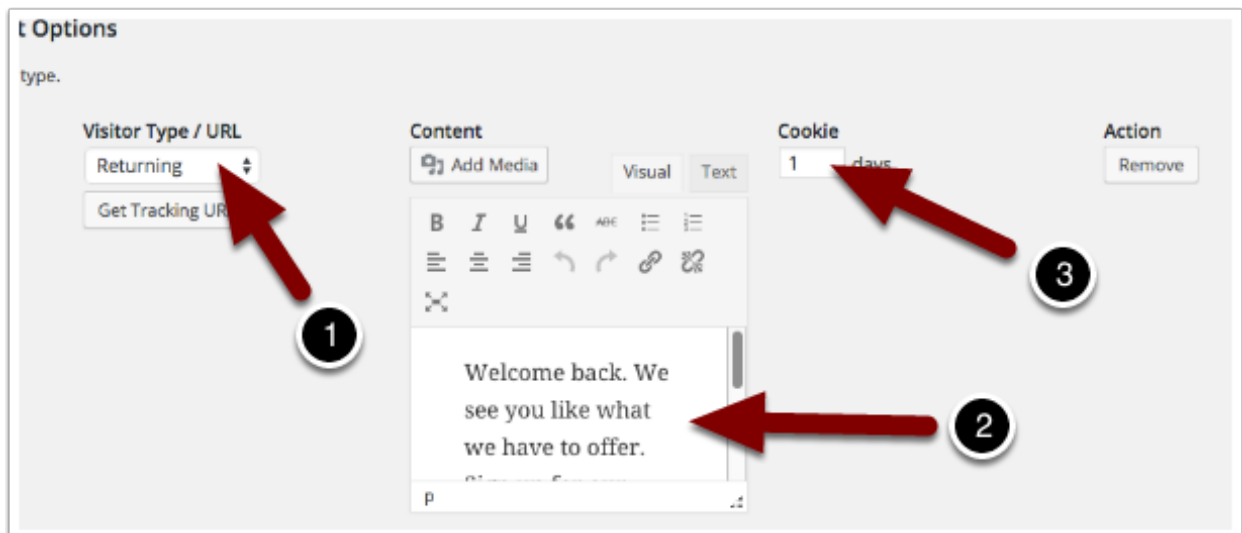 t Options
type.
Visitor Type / URL
Content
Cookie
Action
Returning
Add Media
Visual
Text
1
days
Remove
Get Tracking UR
B I U ABC
Welcome back. We
see you like what
we have to offer.
p
1
2
3